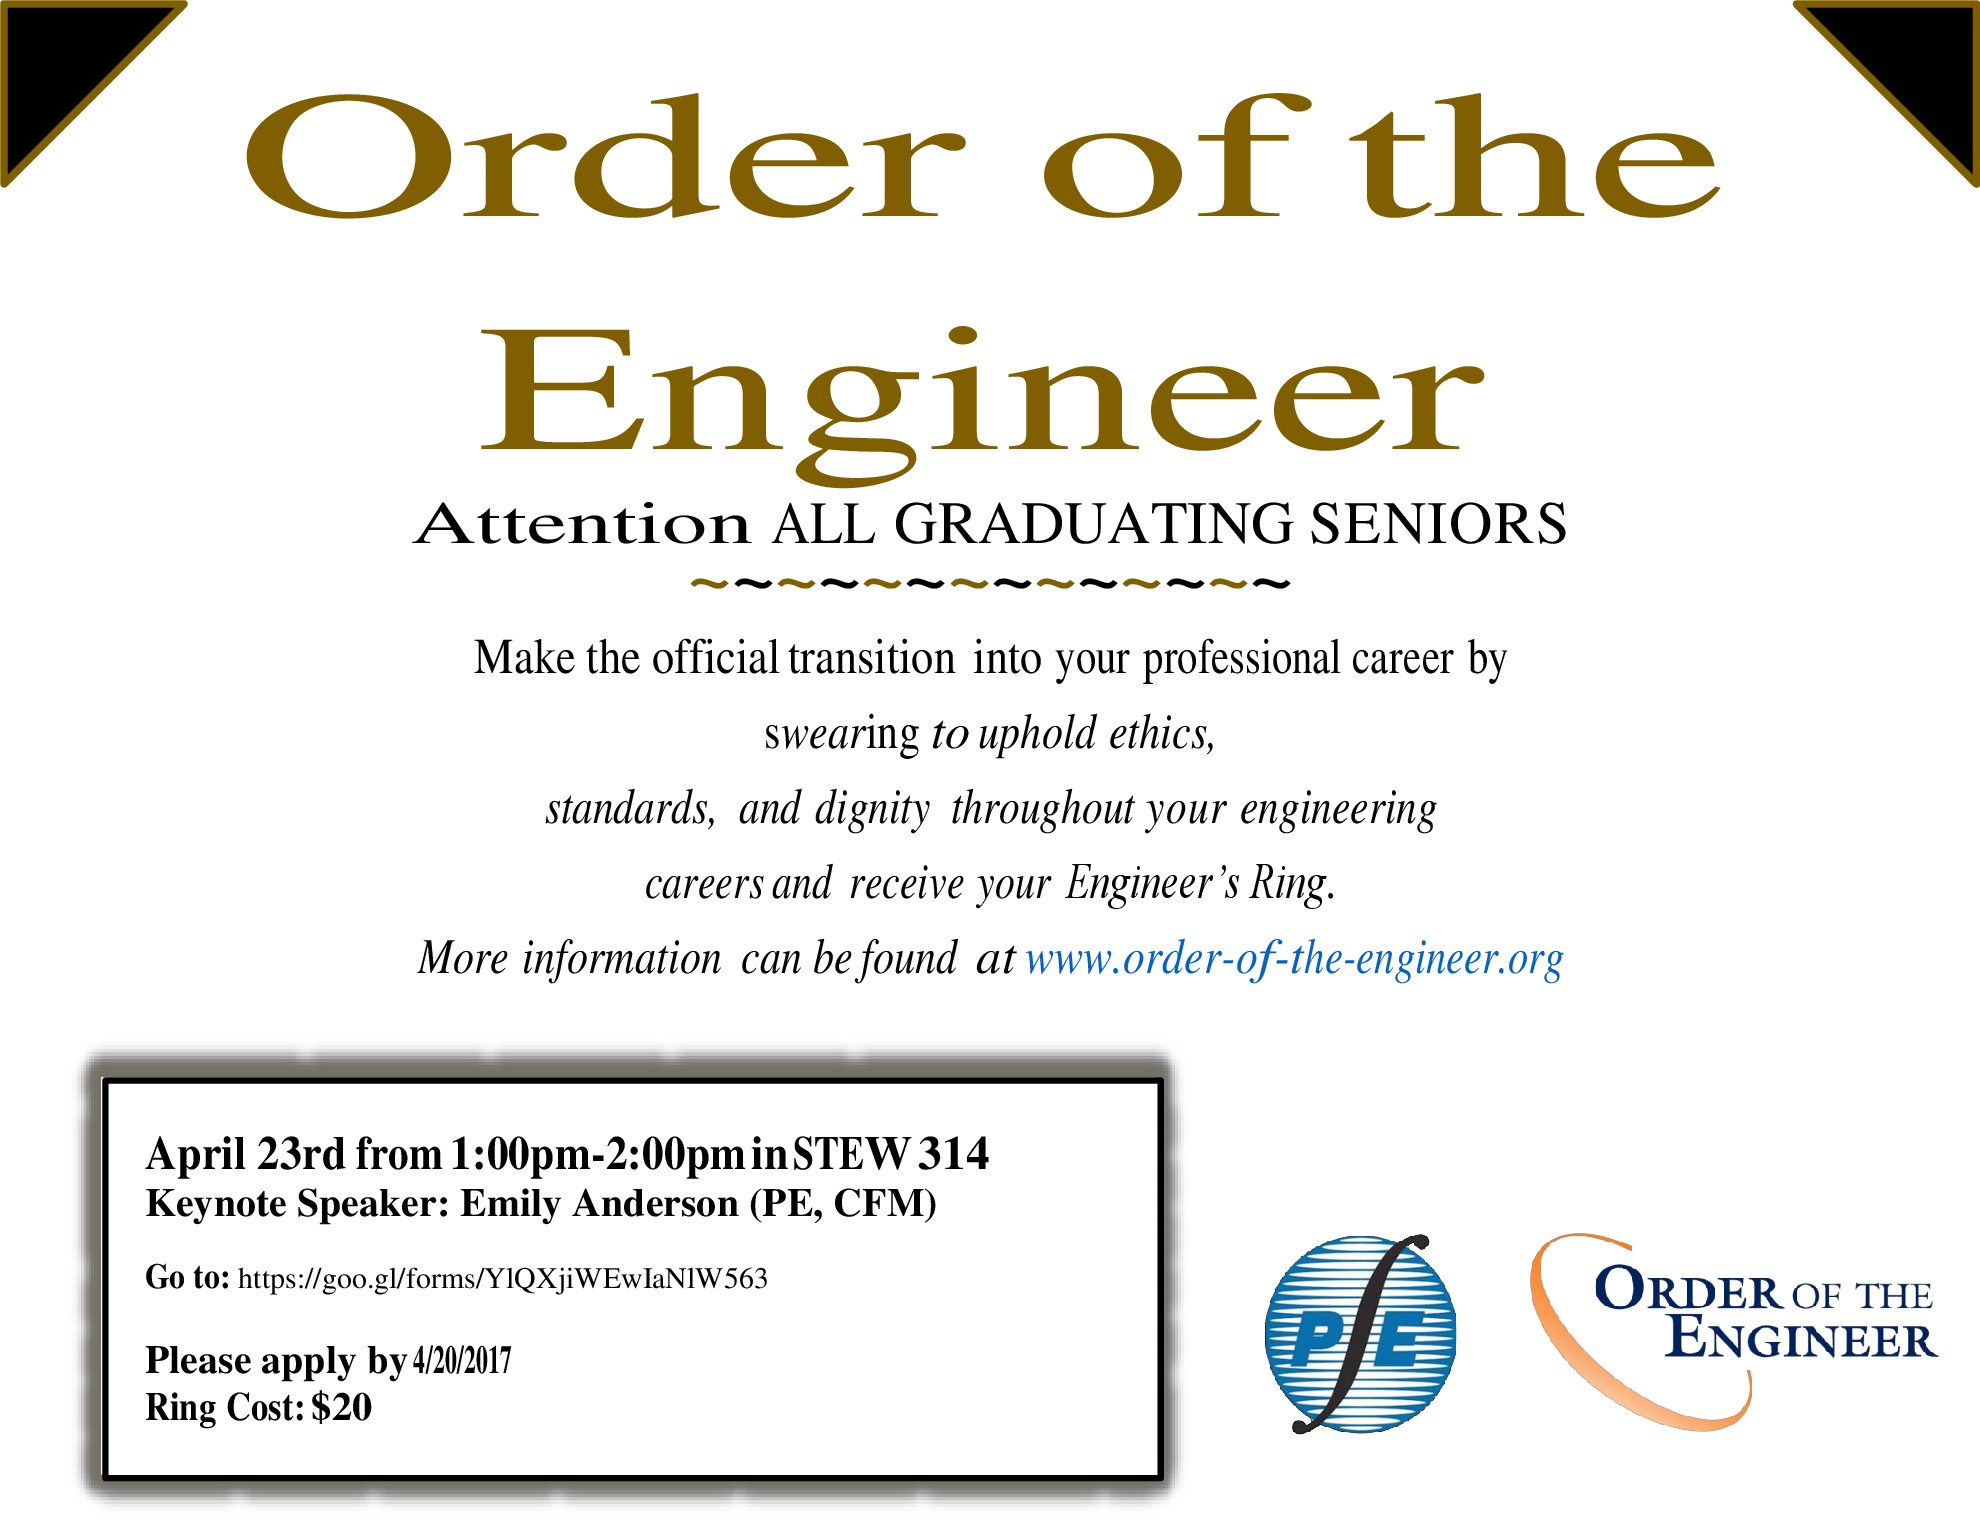 Order of the
Engineer
Attention ALL GRADUATING SENIORS
~~~~~~~~~~~~~~
Make the official transition into your professional career by
swearing to uphold ethics,
standards, and dignity throughout your engineering
careers and receive your Engineer’s Ring.
More information can be found at www.order-of-the-engineer.org
April 23rd from 1:00pm-2:00pm in STEW 314
Keynote Speaker: Emily Anderson (PE, CFM)
Go to: https://goo.gl/forms/YlQXjiWEwIaNlW563
Please apply by 4/20/2017
Ring Cost: $20
P∫E
ORDER OF THE
ENGINEER